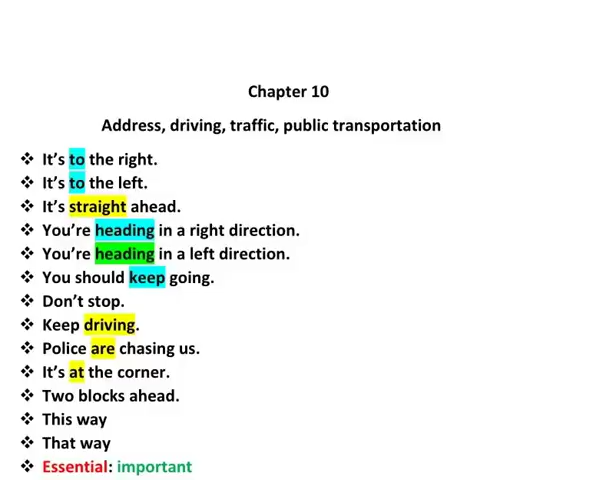 Chapter 10
Address, driving, traffic, public transportation
❖ It’s to the right.
❖ It’s to the left.
❖ It’s straight ahead.
❖ You’re heading in a right direction.
❖ You’re heading in a left direction.
❖ You should keep going.
❖ Don’t stop.
❖ Keep driving.
❖ Police are chasing us.
❖ It’s at the corner.
❖ Two blocks ahead.
❖ This way
❖ That way
❖ Essential: important